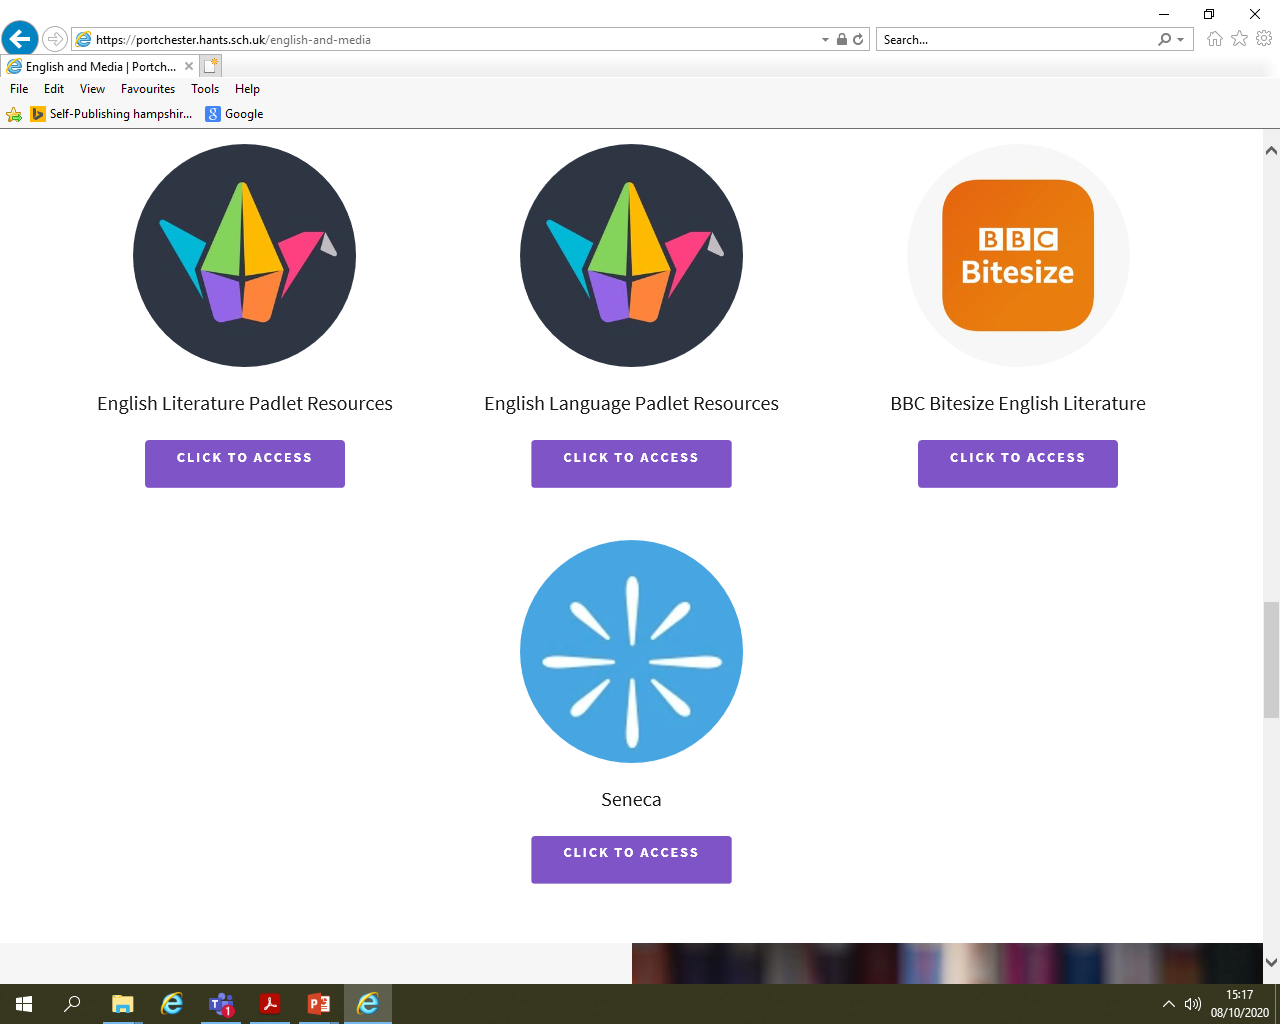 https://portchester.hants.sch.uk/english-and-media
Search...
English and Media | Portch...
File Edit View Favourites Tools Help
Self-Publishing hampshir... Google
BBC
Bitesize
English Literature Padlet Resources
English Language Padlet Resources
BBC Bitesize English Literature
CLICK TO ACCESS
CLICK TO ACCESS
CLICK TO ACCESS
Seneca
CLICK TO ACCESS
15:17
08/10/2020